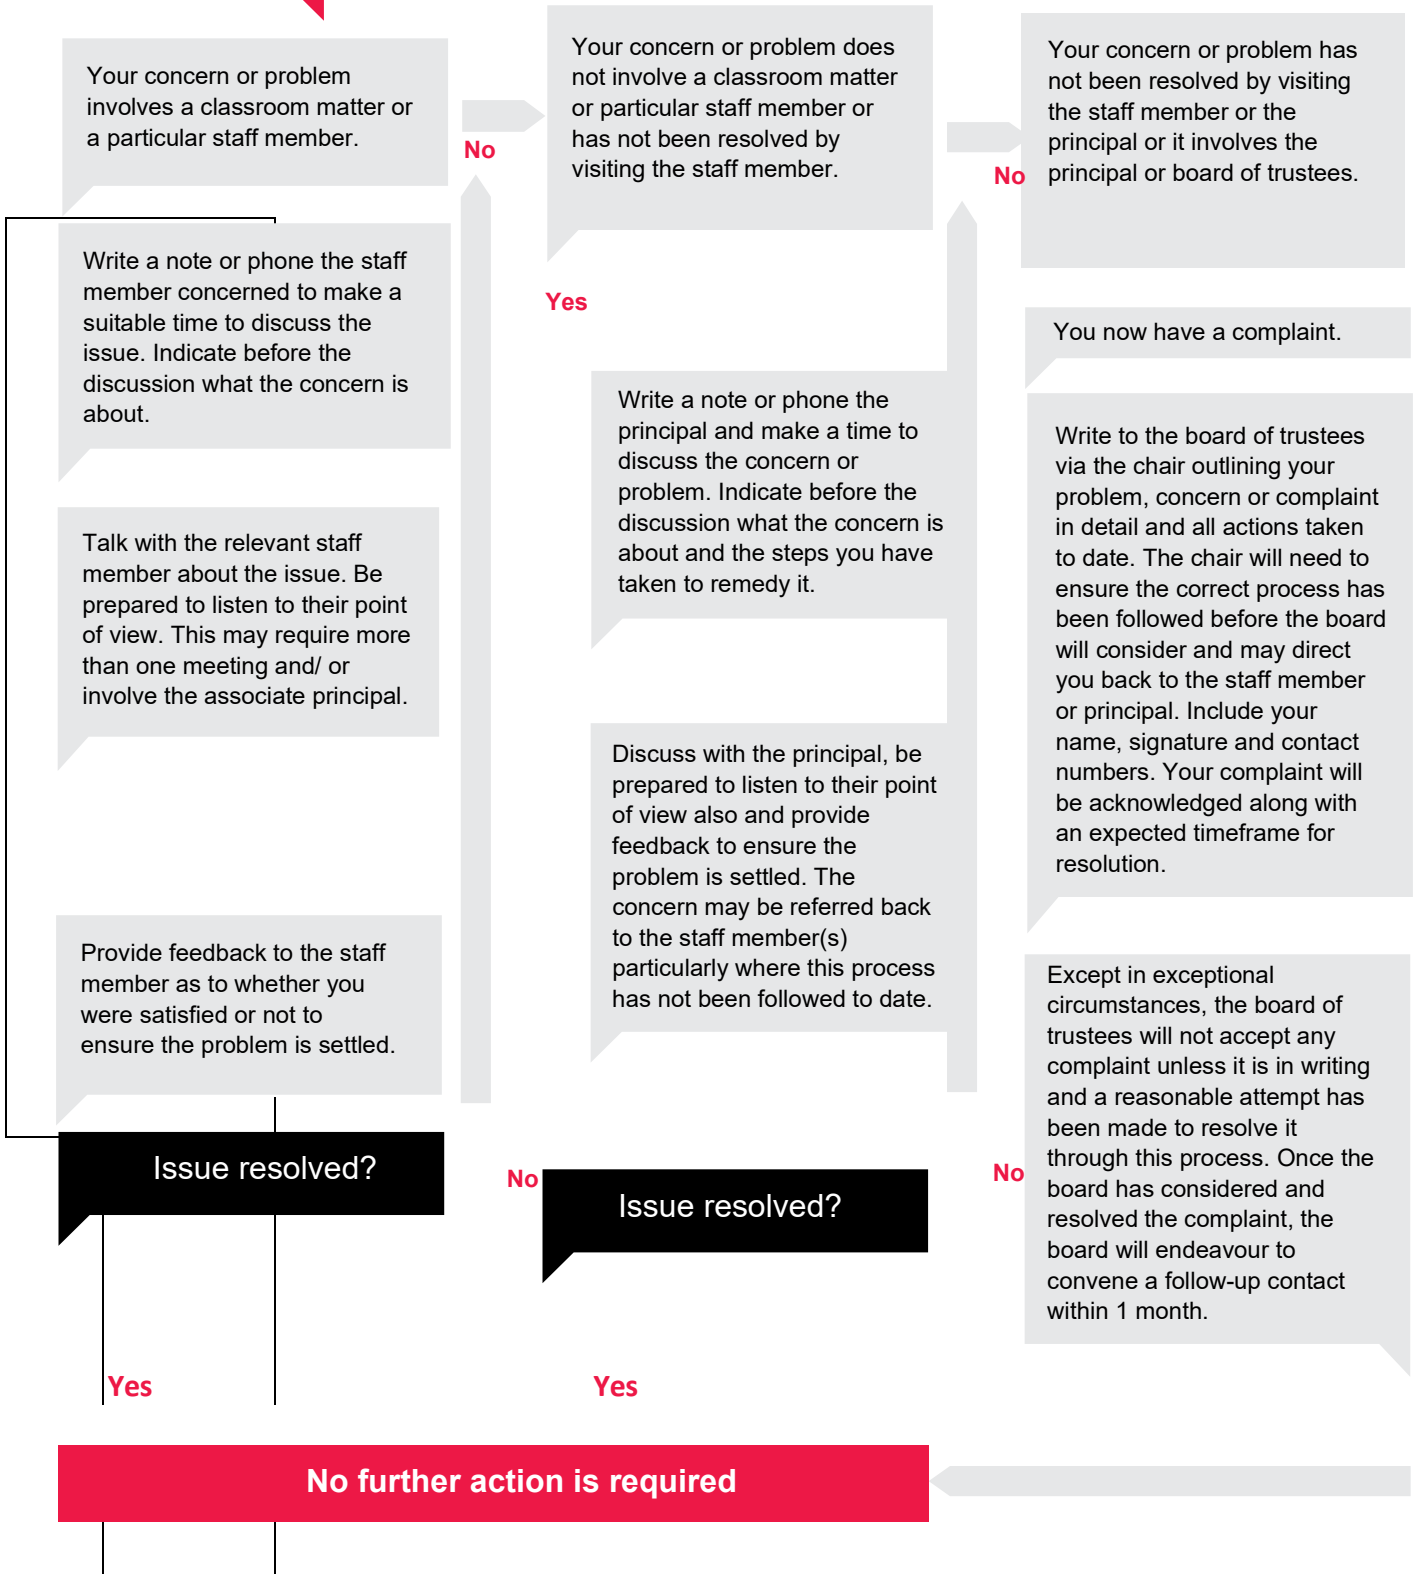 Your concern or problem
involves a classroom matter or
a particular staff member.
No
Write a note or phone the staff
member concerned to make a
suitable time to discuss the
issue. Indicate before the
discussion what the concern is
about.
Talk with the relevant staff
member about the issue. Be
prepared to listen to their point
of view. This may require more
than one meeting and/ or
involve the associate principal.
Provide feedback to the staff
member as to whether you
were satisfied or not to
ensure the problem is settled.
Issue resolved?
No
Yes
Your concern or problem does
not involve a classroom matter
or particular staff member or
has not been resolved by
visiting the staff member.
No
Yes
Write a note or phone the
principal and make a time to
discuss the concern or
problem. Indicate before the
discussion what the concern is
about and the steps you have
taken to remedy it.
Discuss with the principal, be
prepared to listen to their point
of view also and provide
feedback to ensure the
problem is settled. The
concern may be referred back
to the staff member(s)
particularly where this process
has not been followed to date.
Issue resolved?
No
Yes
Your concern or problem has
not been resolved by visiting
the staff member or the
principal or it involves the
principal or board of trustees.
You now have a complaint.
Write to the board of trustees
via the chair outlining your
problem, concern or complaint
in detail and all actions taken
to date. The chair will need to
ensure the correct process has
been followed before the board
will consider and may direct
you back to the staff member
or principal. Include your
name, signature and contact
numbers. Your complaint will
be acknowledged along with
an expected timeframe for
resolution.
Except in exceptional
circumstances, the board of
trustees will not accept any
complaint unless it is in writing
and a reasonable attempt has
been made to resolve it
through this process. Once the
board has considered and
resolved the complaint, the
board will endeavour to
convene a follow-up contact
within 1 month.
No further action is required